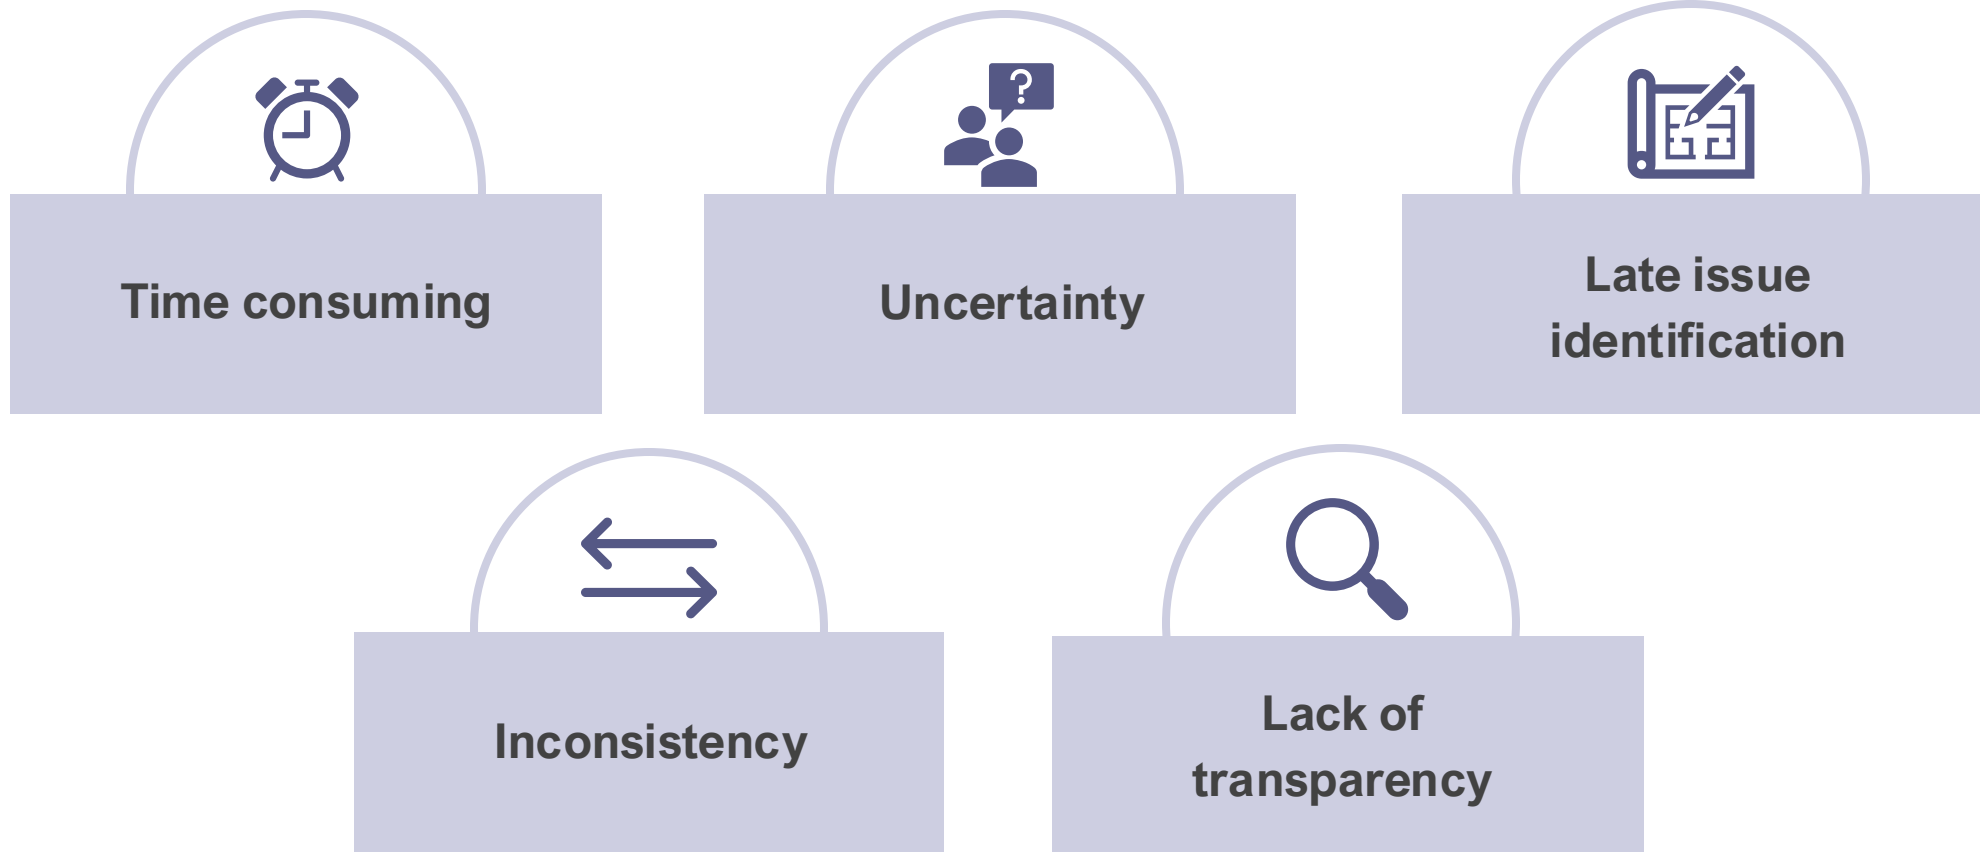 ?
Time consuming
Uncertainty
Late issue
identification
Inconsistency
Lack of
transparency